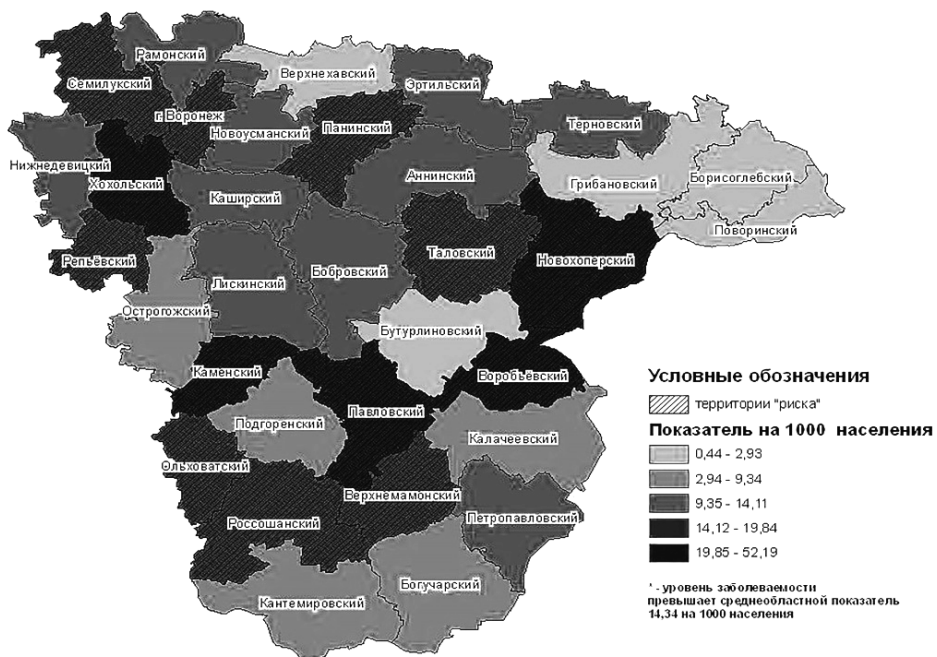 Рамонский
Верхнехавский
Семилукский
Эртильский
г. Воронеж
Новоусманский
Панинский
Терновский
Нижнедевицкий
Хохольский
Каширский
Аннинский
Грибановский
Борисоглебский
Поворинский
Репьёвский
Лискинский
Бобровский
Таловский
Новохоперский
Острогожский
Бутурлиновский
Каменский
Воробьёвский
Павловский
Подгоренский
Калачеевский
Ольховатский
Верхнемамонский
Россошанский
Петропавловский
Богучарский
Кантемировский
Условные обозначения
территории "риска"
Показатель на 1000 населения
0,44 - 2,93
2,94 - 9,34
9,35 - 14,11
14,12 - 19,84
19,85 - 52,19
* - уровень заболеваемости
превышает среднеобластной показатель
14,34 на 1000 населения